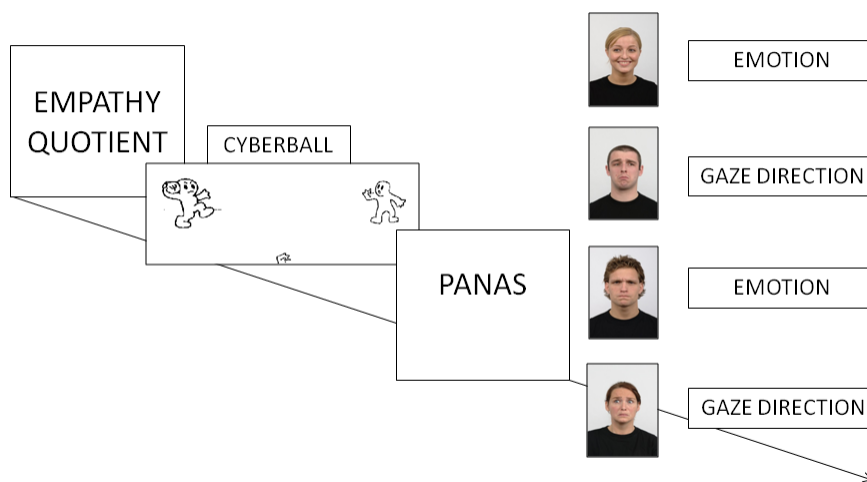 EMPATHY
QUOTIENT
CYBERBALL
PANAS
EMOTION
GAZE DIRECTION
EMOTION
GAZE DIRECTION